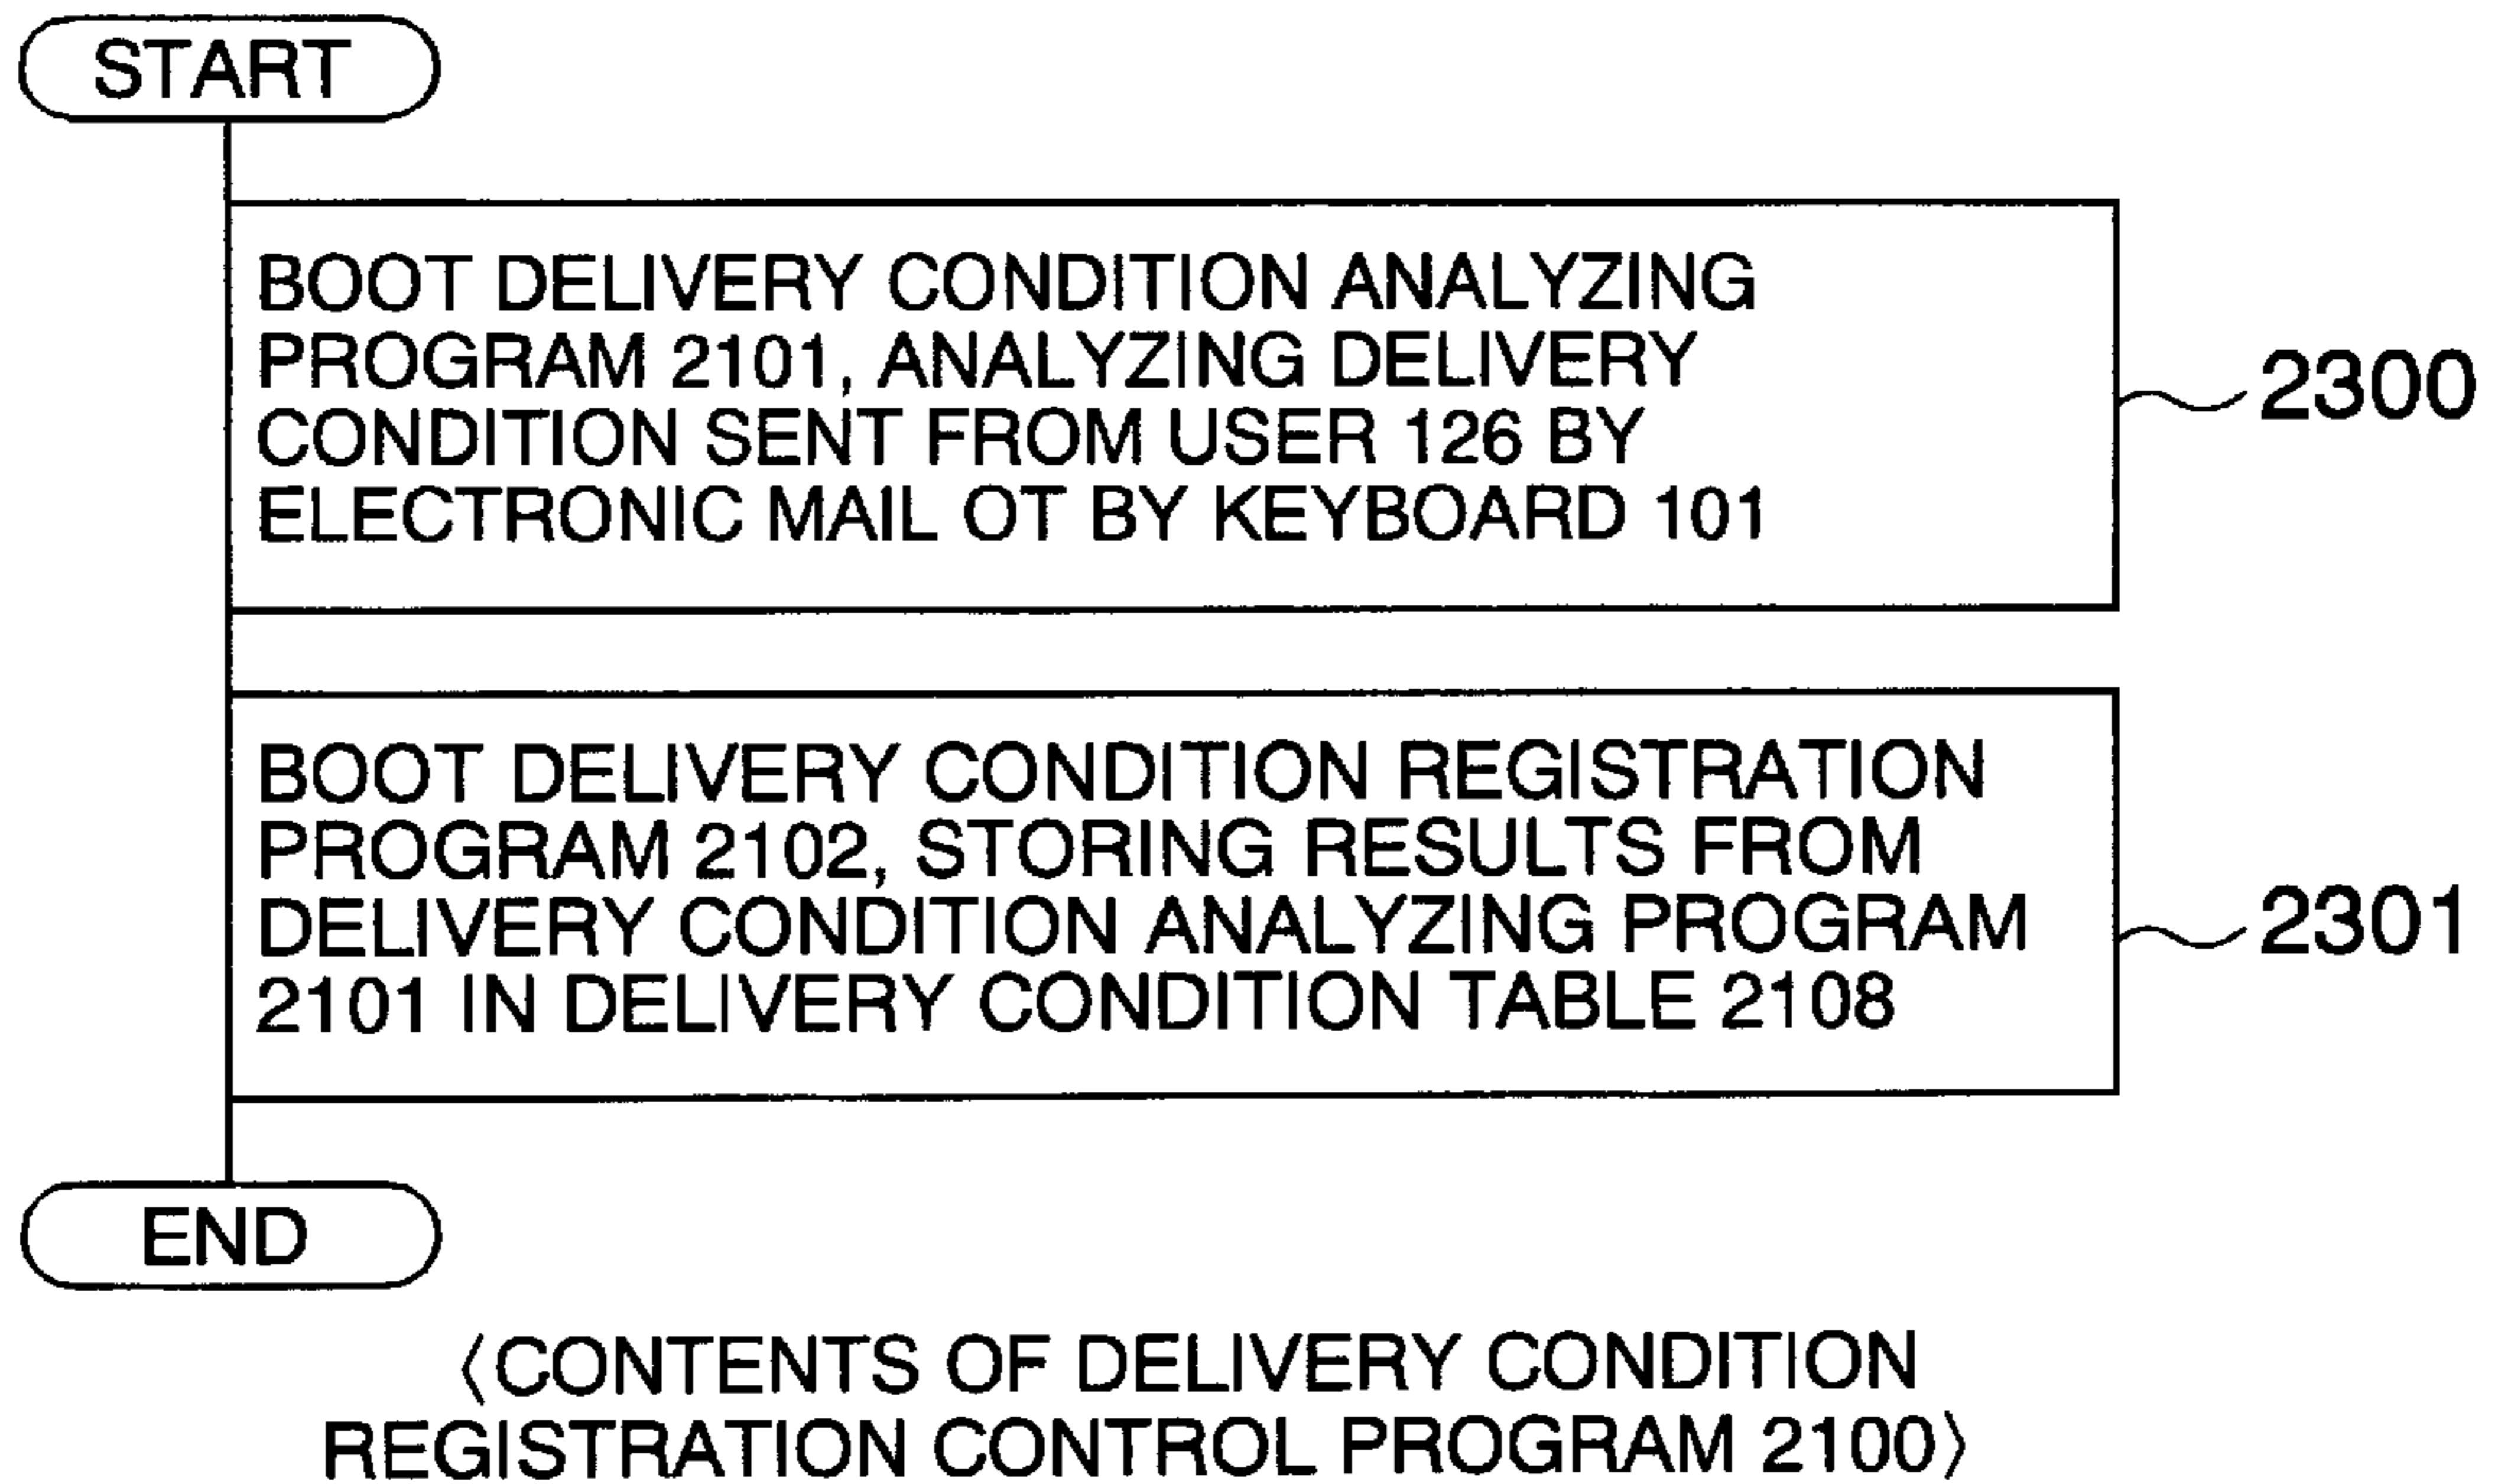 START
BOOT DELIVERY CONDITION ANALYZING
PROGRAM 2101, ANALYZING DELIVERY
CONDITION SENT FROM USER 126 BY
ELECTRONIC MAIL OT BY KEYBOARD 101
2300
BOOT DELIVERY CONDITION REGISTRATION
PROGRAM 2102, STORING RESULTS FROM
DELIVERY CONDITION ANALYZING PROGRAM
2101 IN DELIVERY CONDITION TABLE 2108
2301
END
〈CONTENTS OF DELIVERY CONDITION
REGISTRATION CONTROL PROGRAM 2100〉